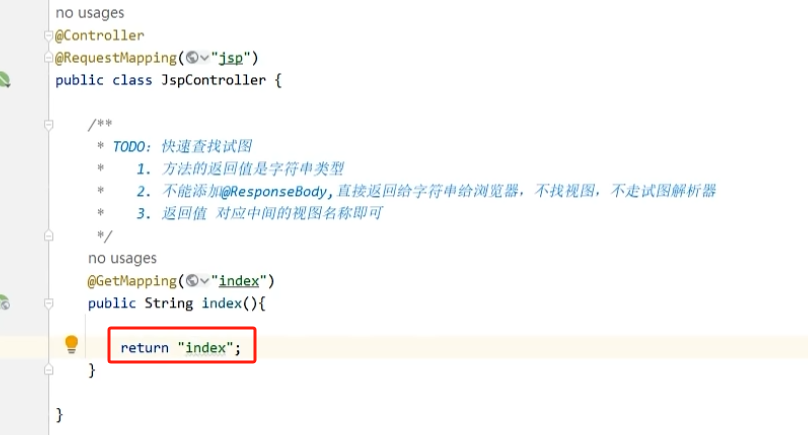 no usages
@Controller
@RequestMapping("jsp")
public class JspController {
/**
* TODO: 快速查找试图
* 1. 方法的返回值是字符串类型
* 2. 不能添加@ResponseBody,直接返回给字符串给浏览器，不找视图，不走试图解析器
* 3. 返回值 对应中间的视图名称即可
*/
no usages
@GetMapping("index")
public String index(){
return "index";
}
}